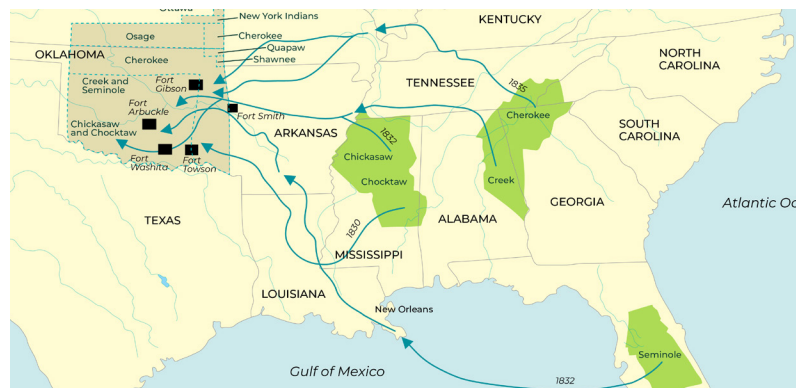 Ottawa
New York Indians
KENTUCKY
Osage
Cherokee
Quapaw
OKLAHOMA
Cherokee
Shawnee
NORTH
CAROLINA
Creek and
Seminole
Fort
Gibson
TENNESSEE
1835
Fort
Arbuckle
Fort Smith
Cherokee
SOUTH
CAROLINA
Chickasaw
and Chocktaw
ARKANSAS
1832
Chickasaw
Fort
Washita
Fort
Towson
Chocktaw
Creek
GEORGIA
Atlantic Oc
TEXAS
1830
ALABAMA
MISSISSIPPI
LOUISIANA
New Orleans
Seminole
Gulf of Mexico
1832